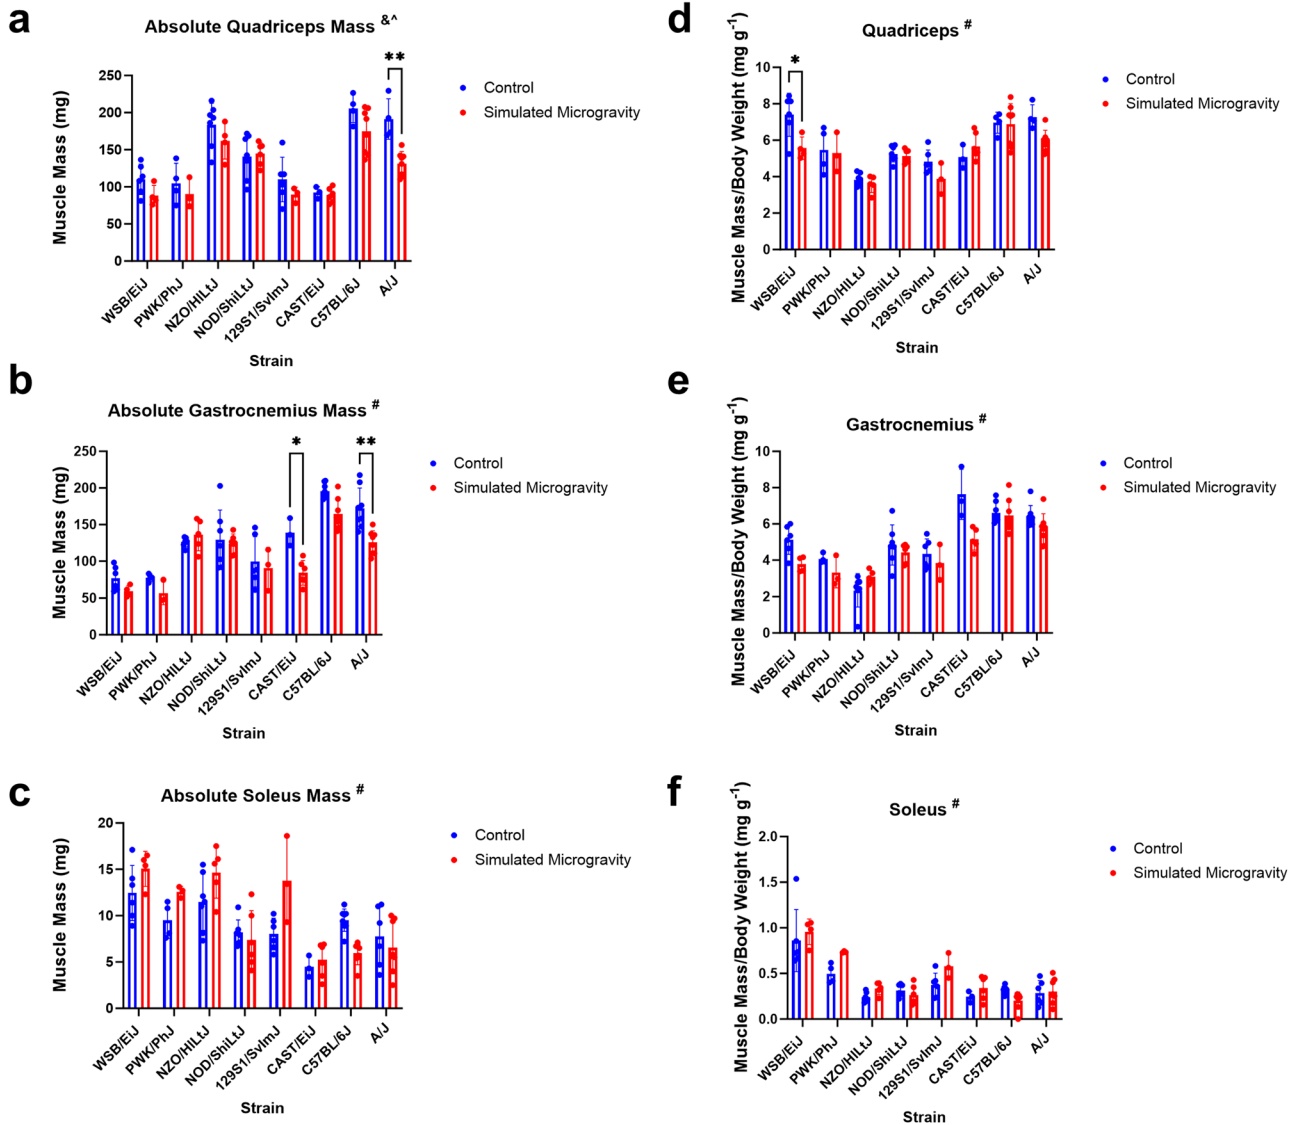 a
Absolute Quadriceps Mass &^
**
Muscle Mass (mg)
250
200
150
100
50
0
WSB/EiJ
PWK/PhJ
NZO/HILtJ
NOD/ShiLtJ
129S1/SvImJ
CAST/EiJ
C57BL/6J
A/J
Strain
Control
Simulated Microgravity
d
Quadriceps #
*
Muscle Mass/Body Weight (mg g-1)
10
8
6
4
2
0
WSB/EiJ
PWK/PhJ
NZO/HILtJ
NOD/ShiLtJ
129S1/SvImJ
CAST/EiJ
C57BL/6J
A/J
Strain
Control
Simulated Microgravity
b
Absolute Gastrocnemius Mass #
*
**
Muscle Mass (mg)
250
200
150
100
50
0
WSB/EiJ
PWK/PhJ
NZO/HILtJ
NOD/ShiLtJ
129S1/SvImJ
CAST/EiJ
C57BL/6J
A/J
Strain
Control
Simulated Microgravity
e
Gastrocnemius #
Muscle Mass/Body Weight (mg g-1)
10
8
6
4
2
0
WSB/EiJ
PWK/PhJ
NZO/HILtJ
NOD/ShiLtJ
129S1/SvImJ
CAST/EiJ
C57BL/6J
A/J
Strain
Control
Simulated Microgravity
c
Absolute Soleus Mass #
Muscle Mass (mg)
20
15
10
5
0
WSB/EiJ
PWK/PhJ
NZO/HILtJ
NOD/ShiLtJ
129S1/SvImJ
CAST/EiJ
C57BL/6J
A/J
Strain
Control
Simulated Microgravity
f
Soleus #
Muscle Mass/Body Weight (mg g-1)
2.0
1.5
1.0
0.5
0.0
WSB/EiJ
PWK/PhJ
NZO/HILtJ
NOD/ShiLtJ
129S1/SvImJ
CAST/EiJ
C57BL/6J
A/J
Strain
Control
Simulated Microgravity